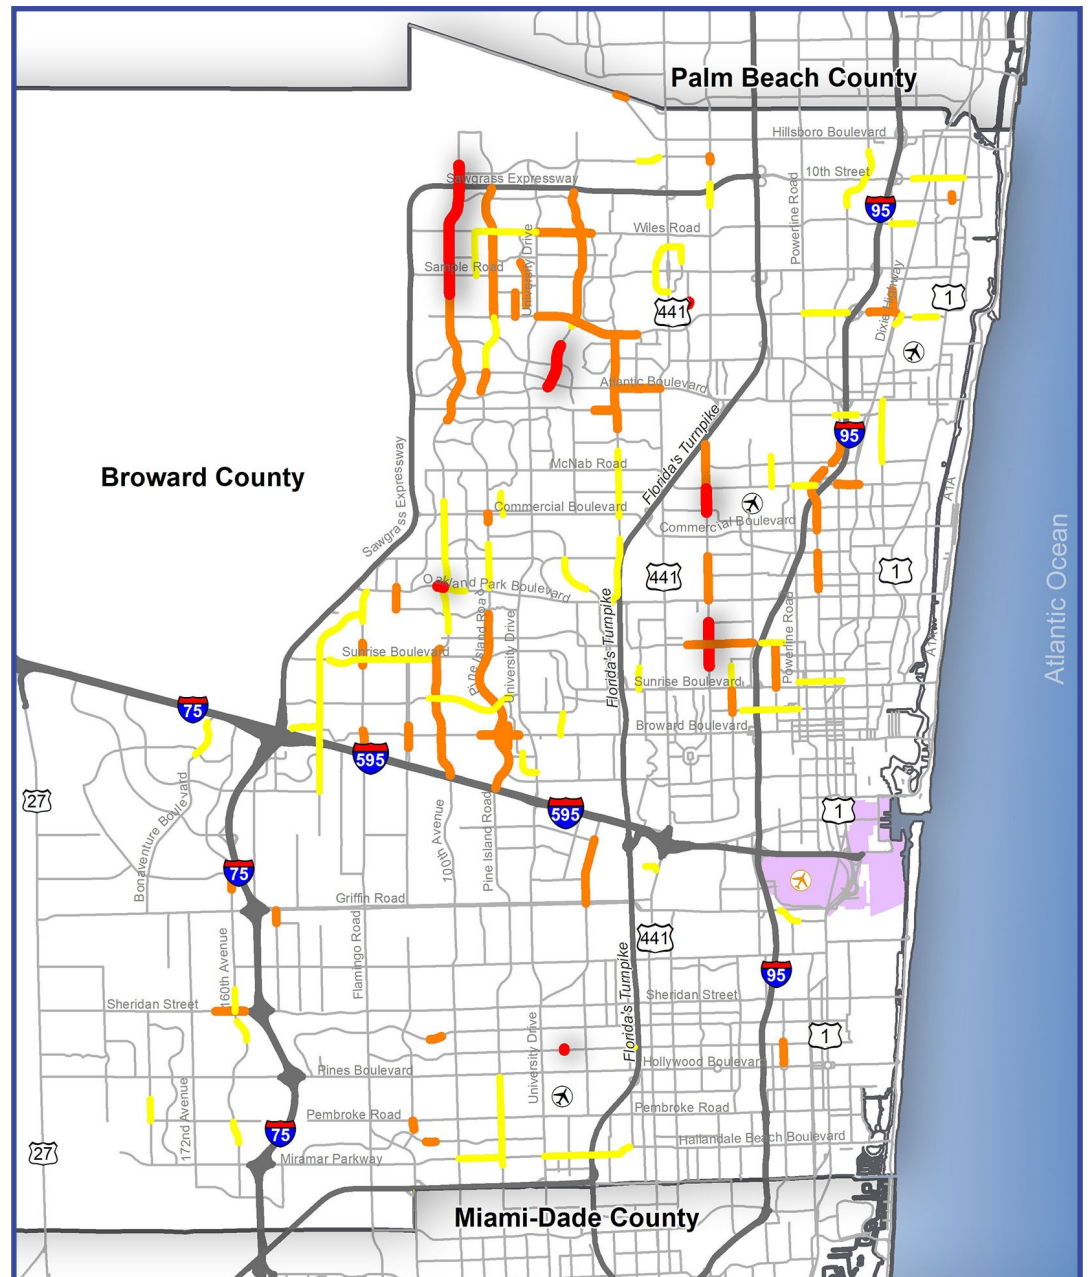 Palm Beach County
Hillsboro Boulevard
10th Street
Sawgrass Expressway
Powerline Road
95
Wiles Road
University Drive
Sample Road
1
441
Dixie Highway
Atlantic Boulevard
Florida's Turnpike
95
McNab Road
Broward County
Sawgrass Expressway
A1A
Commercial Boulevard
Commercial Boulevard
Atlantic Ocean
441
1
Oakland Park Boulevard
Pine Island Road
University Drive
Florida's Turnpike
Powerline Road
A1A
Sunrise Boulevard
Sunrise Boulevard
75
Broward Boulevard
595
27
595
1
Bonaventure Boulevard
100th Avenue
Pine Island Road
75
Griffin Road
441
160th Avenue
Flamingo Road
Florida's Turnpike
95
Sheridan Street
Sheridan Street
University Drive
1
Hollywood Boulevard
Pines Boulevard
172nd Avenue
Pembroke Road
Pembroke Road
75
Hallandale Beach Boulevard
27
Miramar Parkway
Miami-Dade County